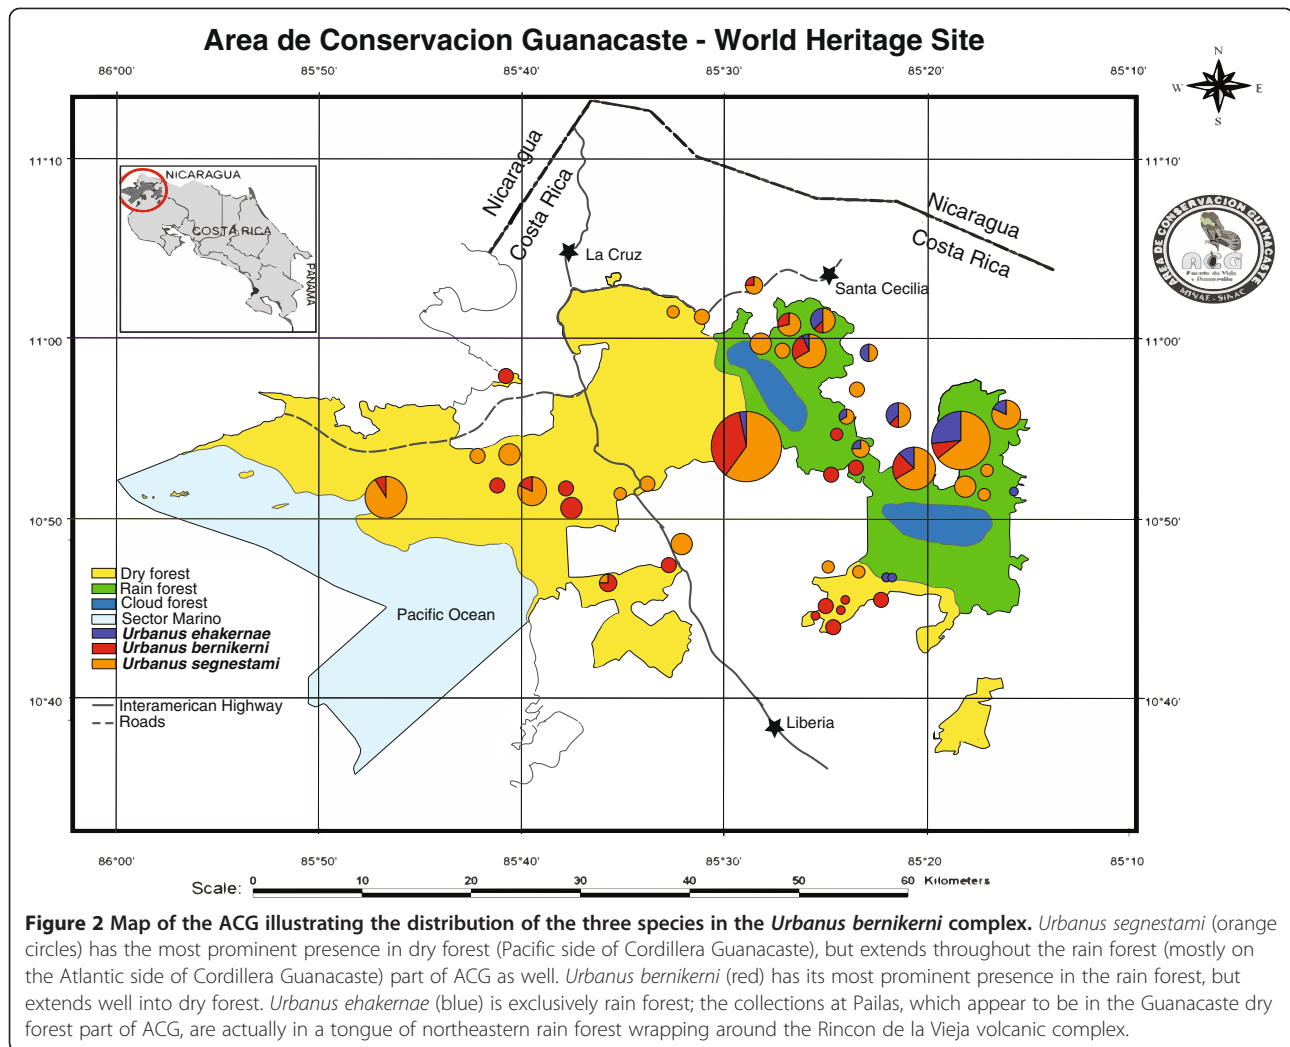 Area de Conservacion Guanacaste - World Heritage Site
86°00' 85°50' 85°40' 85°30' 85°20' 85°10'
N
W E
S
11°10' 11°10'
NICARAGUA
COSTA RICA
PANAMA
Nicaragua
Costa Rica
Nicaragua
Costa Rica
La Cruz
Santa Cecilia
AREA DE CONSERVACION GUANACASTE
ACG
MINAE - SINAC
11°00' 11°00'
10°50' 10°50'
Dry forest
Rain forest
Cloud forest
Sector Marino
Urbanus ehakernae
Urbanus bernikerni
Urbanus segnestami
Pacific Ocean
10°40' 10°40'
Interamerican Highway
Roads
Liberia
86°00' 85°50' 85°40' 85°30' 85°20' 85°10'
Scale: 0 10 20 30 40 50 60 Kilometers
Figure 2 Map of the ACG illustrating the distribution of the three species in the Urbanus bernikerni complex. Urbanus segnestami (orange
circles) has the most prominent presence in dry forest (Pacific side of Cordillera Guanacaste), but extends throughout the rain forest (mostly on
the Atlantic side of Cordillera Guanacaste) part of ACG as well. Urbanus bernikerni (red) has its most prominent presence in the rain forest, but
extends well into dry forest. Urbanus ehakernae (blue) is exclusively rain forest; the collections at Pailas, which appear to be in the Guanacaste dry
forest part of ACG, are actually in a tongue of northeastern rain forest wrapping around the Rincon de la Vieja volcanic complex.